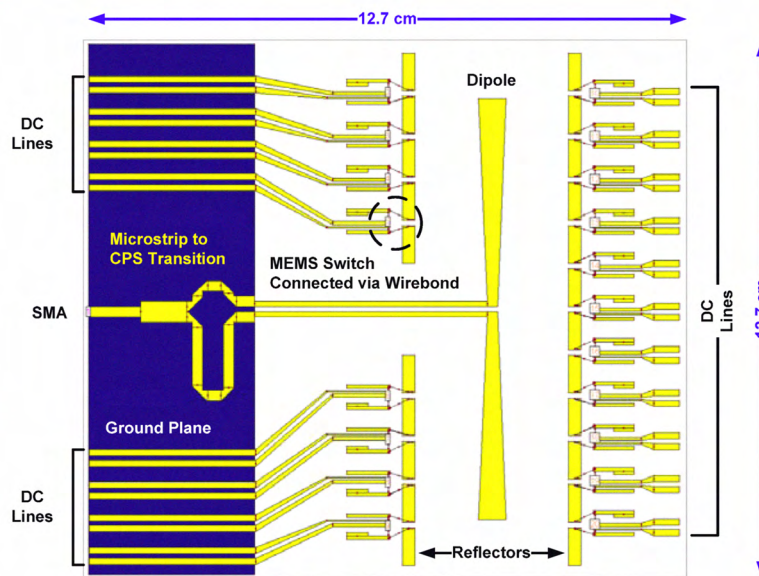 12.7 cm
Dipole
DC
Lines
Microstrip to
CPS Transition
MEMS Switch
Connected via Wirebond
SMA
DC
Lines
Ground Plane
DC
Lines
Reflectors